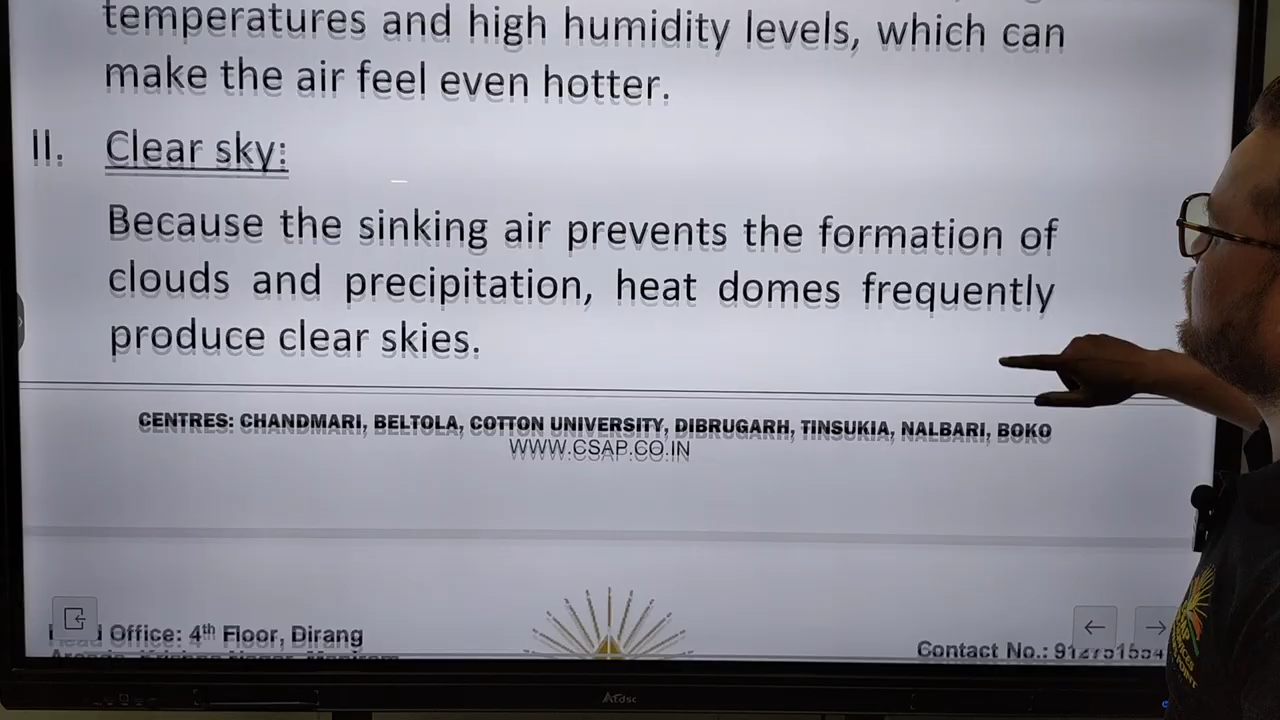 temperatures and high humidity levels, which can
make the air feel even hotter.
II. Clear sky:
Because the sinking air prevents the formation of
clouds and precipitation, heat domes frequently
produce clear skies.
CENTRES: CHANDMARI, BELTOLA, COTTON UNIVERSITY, DIBRUGARH, TINSUKIA, NALBARI, BOKO
WWW.CSAP.CO.IN
Office: 4th Floor, Dirang
Contact No.: